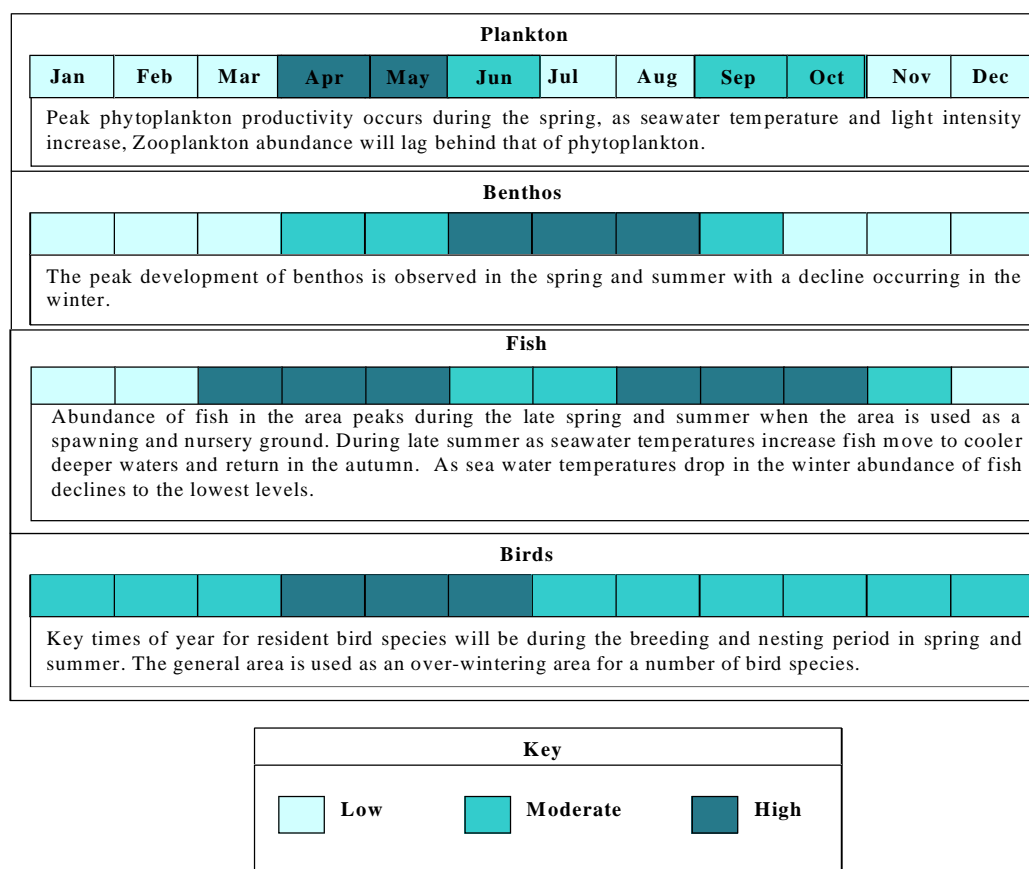 Plankton
Jan Feb Mar Apr May Jun Jul Aug Sep Oct Nov Dec
Peak phytoplankton productivity occurs during the spring, as seawater temperature and light intensity
increase, Zooplankton abundance will lag behind that of phytoplankton.
Benthos
The peak development of benthos is observed in the spring and summer with a decline occurring in the
winter.
Fish
Abundance of fish in the area peaks during the late spring and summer when the area is used as a
spawning and nursery ground. During late summer as seawater temperatures increase fish move to cooler
deeper waters and return in the autumn. As sea water temperatures drop in the winter abundance of fish
declines to the lowest levels.
Birds
Key times of year for resident bird species will be during the breeding and nesting period in spring and
summer. The general area is used as an over-wintering area for a number of bird species.
Key
Low Moderate High